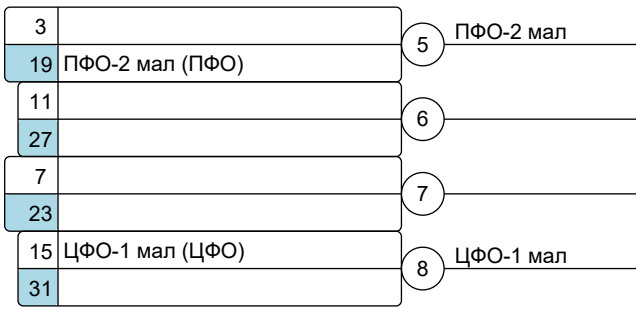 3
5 ПФО-2 мал
19 ПФО-2 мал (ПФО)
11
6
27
7
7
23
15 ЦФО-1 мал (ЦФО)
8 ЦФО-1 мал
31